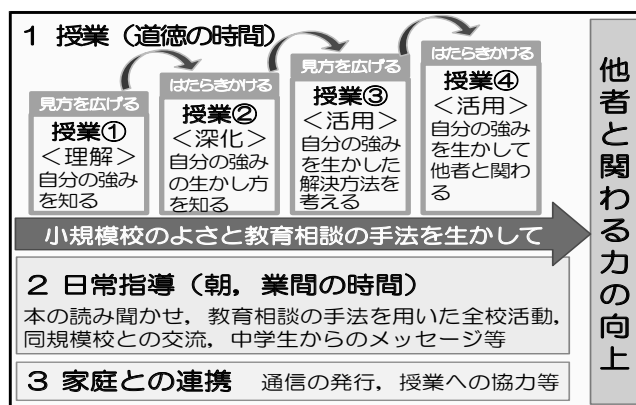 1 授業（道徳の時間）
見方を広げる
授業①
＜理解＞
自分の強み
を知る
はたらきかける
授業②
＜深化＞
自分の強み
の生かし方
を知る
見方を広げる
授業③
＜活用＞
自分の強み
を生かした
解決方法を
考える
はたらきかける
授業④
＜活用＞
自分の強み
を生かして
他者と関わ
る
小規模校のよさと教育相談の手法を生かして
2 日常指導（朝，業間の時間）
本の読み聞かせ，教育相談の手法を用いた全校活動，
同規模校との交流，中学生からのメッセージ等
3 家庭との連携　通信の発行，授業への協力等
他者と関わる力の向上